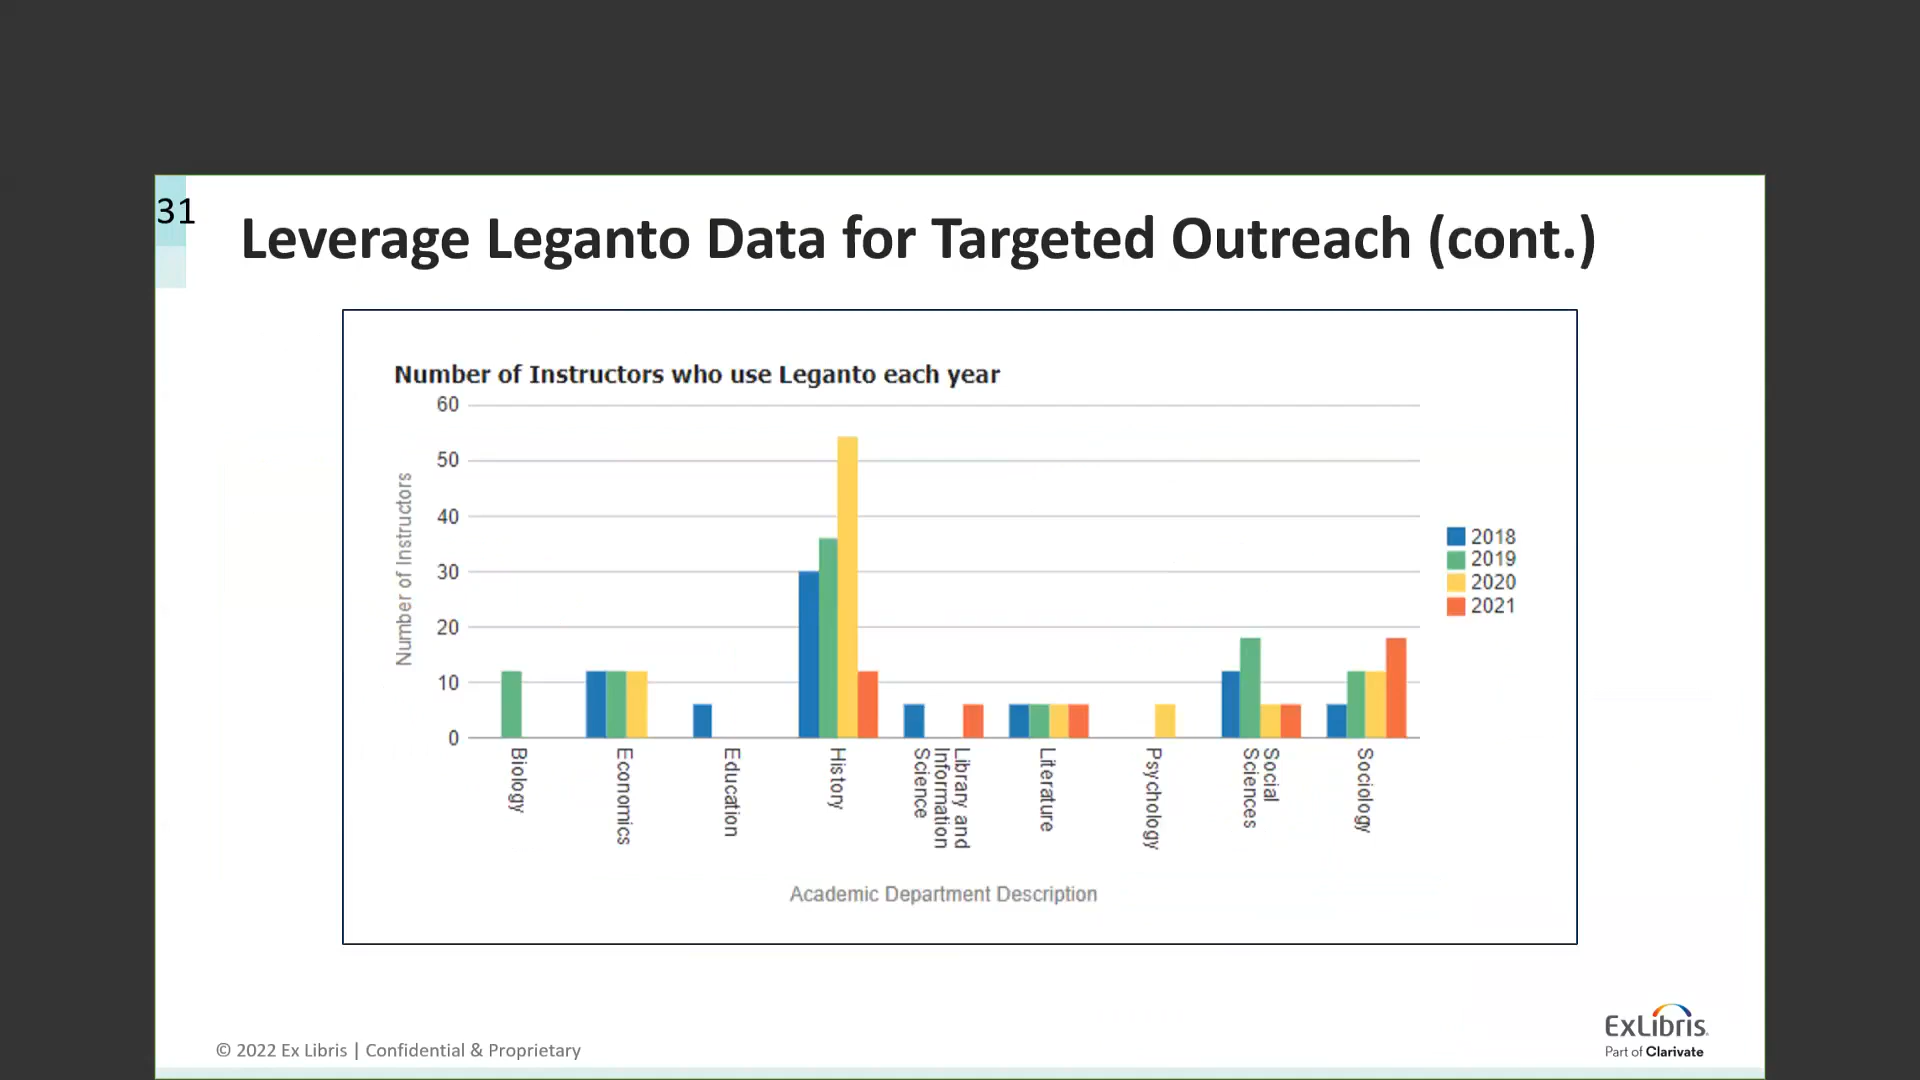 31
Leverage Leganto Data for Targeted Outreach (cont.)
Number of Instructors who use Leganto each year
60
50
40
30
20
10
0
Number of Instructors
2018
2019
2020
2021
Biology
Economics
Education
History
Library and
Information
Science
Literature
Psychology
Social
Sciences
Sociology
Academic Department Description
© 2022 Ex Libris | Confidential & Proprietary
ExLibris
Part of Clarivate